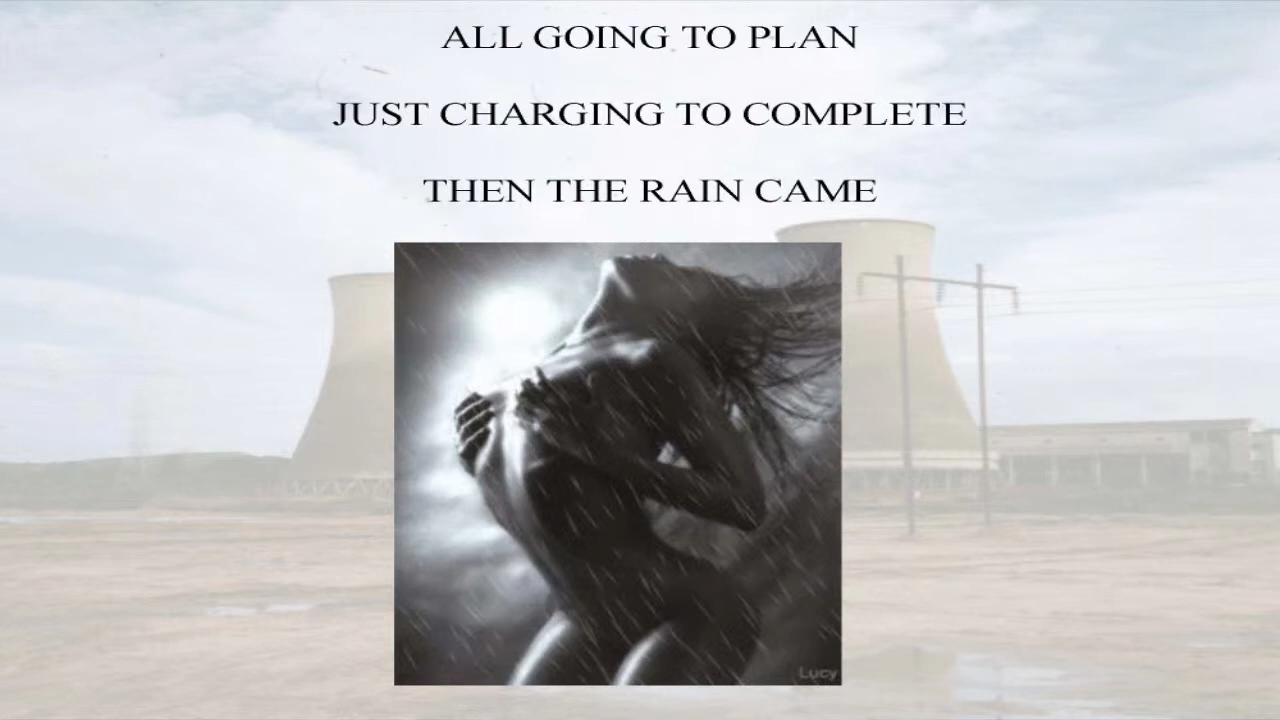 ALL GOING TO PLAN
JUST CHARGING TO COMPLETE
THEN THE RAIN CAME
Lucy